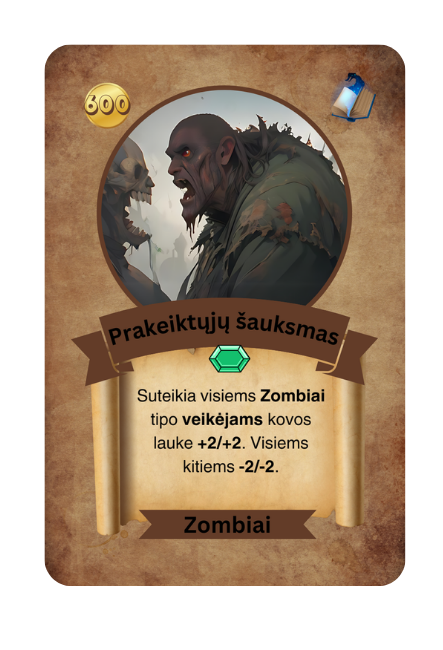 600
Prakeiktųjų šauksmas
Suteikia visiems Zombiai
tipo veikėjams kovos
lauke +2/+2. Visiems
kitiems -2/-2.
Zombiai